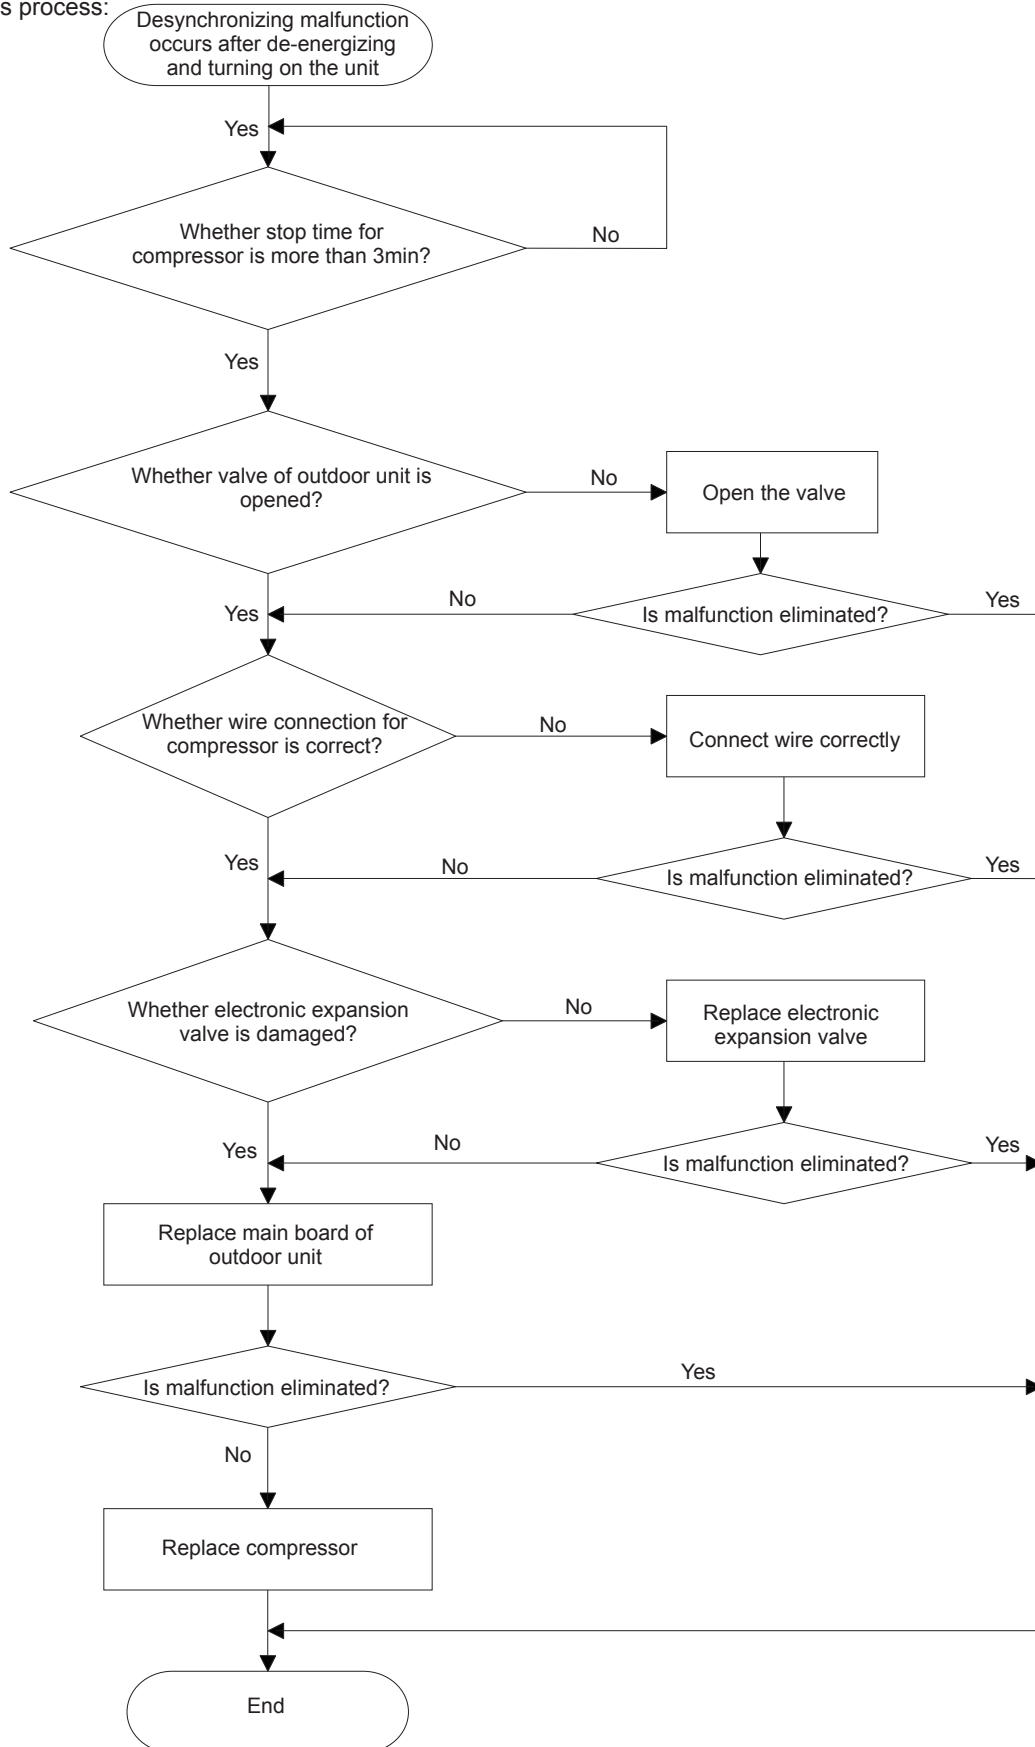 s process:
Desynchronizing malfunction
occurs after de-energizing
and turning on the unit
Yes
Whether stop time for
compressor is more than 3min?
No
Yes
Whether valve of outdoor unit is
opened?
No
Open the valve
Yes
No
Is malfunction eliminated?
Yes
Whether wire connection for
compressor is correct?
No
Connect wire correctly
Yes
No
Is malfunction eliminated?
Yes
Whether electronic expansion
valve is damaged?
No
Replace electronic
expansion valve
Yes
No
Is malfunction eliminated?
Yes
Replace main board of
outdoor unit
Is malfunction eliminated?
Yes
No
Replace compressor
End